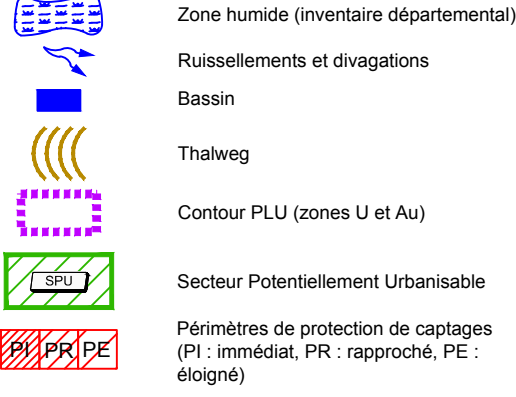 Zone humide (inventaire départemental)
Ruissellements et divagations
Bassin
Thalweg
Contour PLU (zones U et Au)
SPU
Secteur Potentiellement Urbanisable
PI PR PE
Périmètres de protection de captages
(PI : immédiat, PR : rapproché, PE :
éloigné)